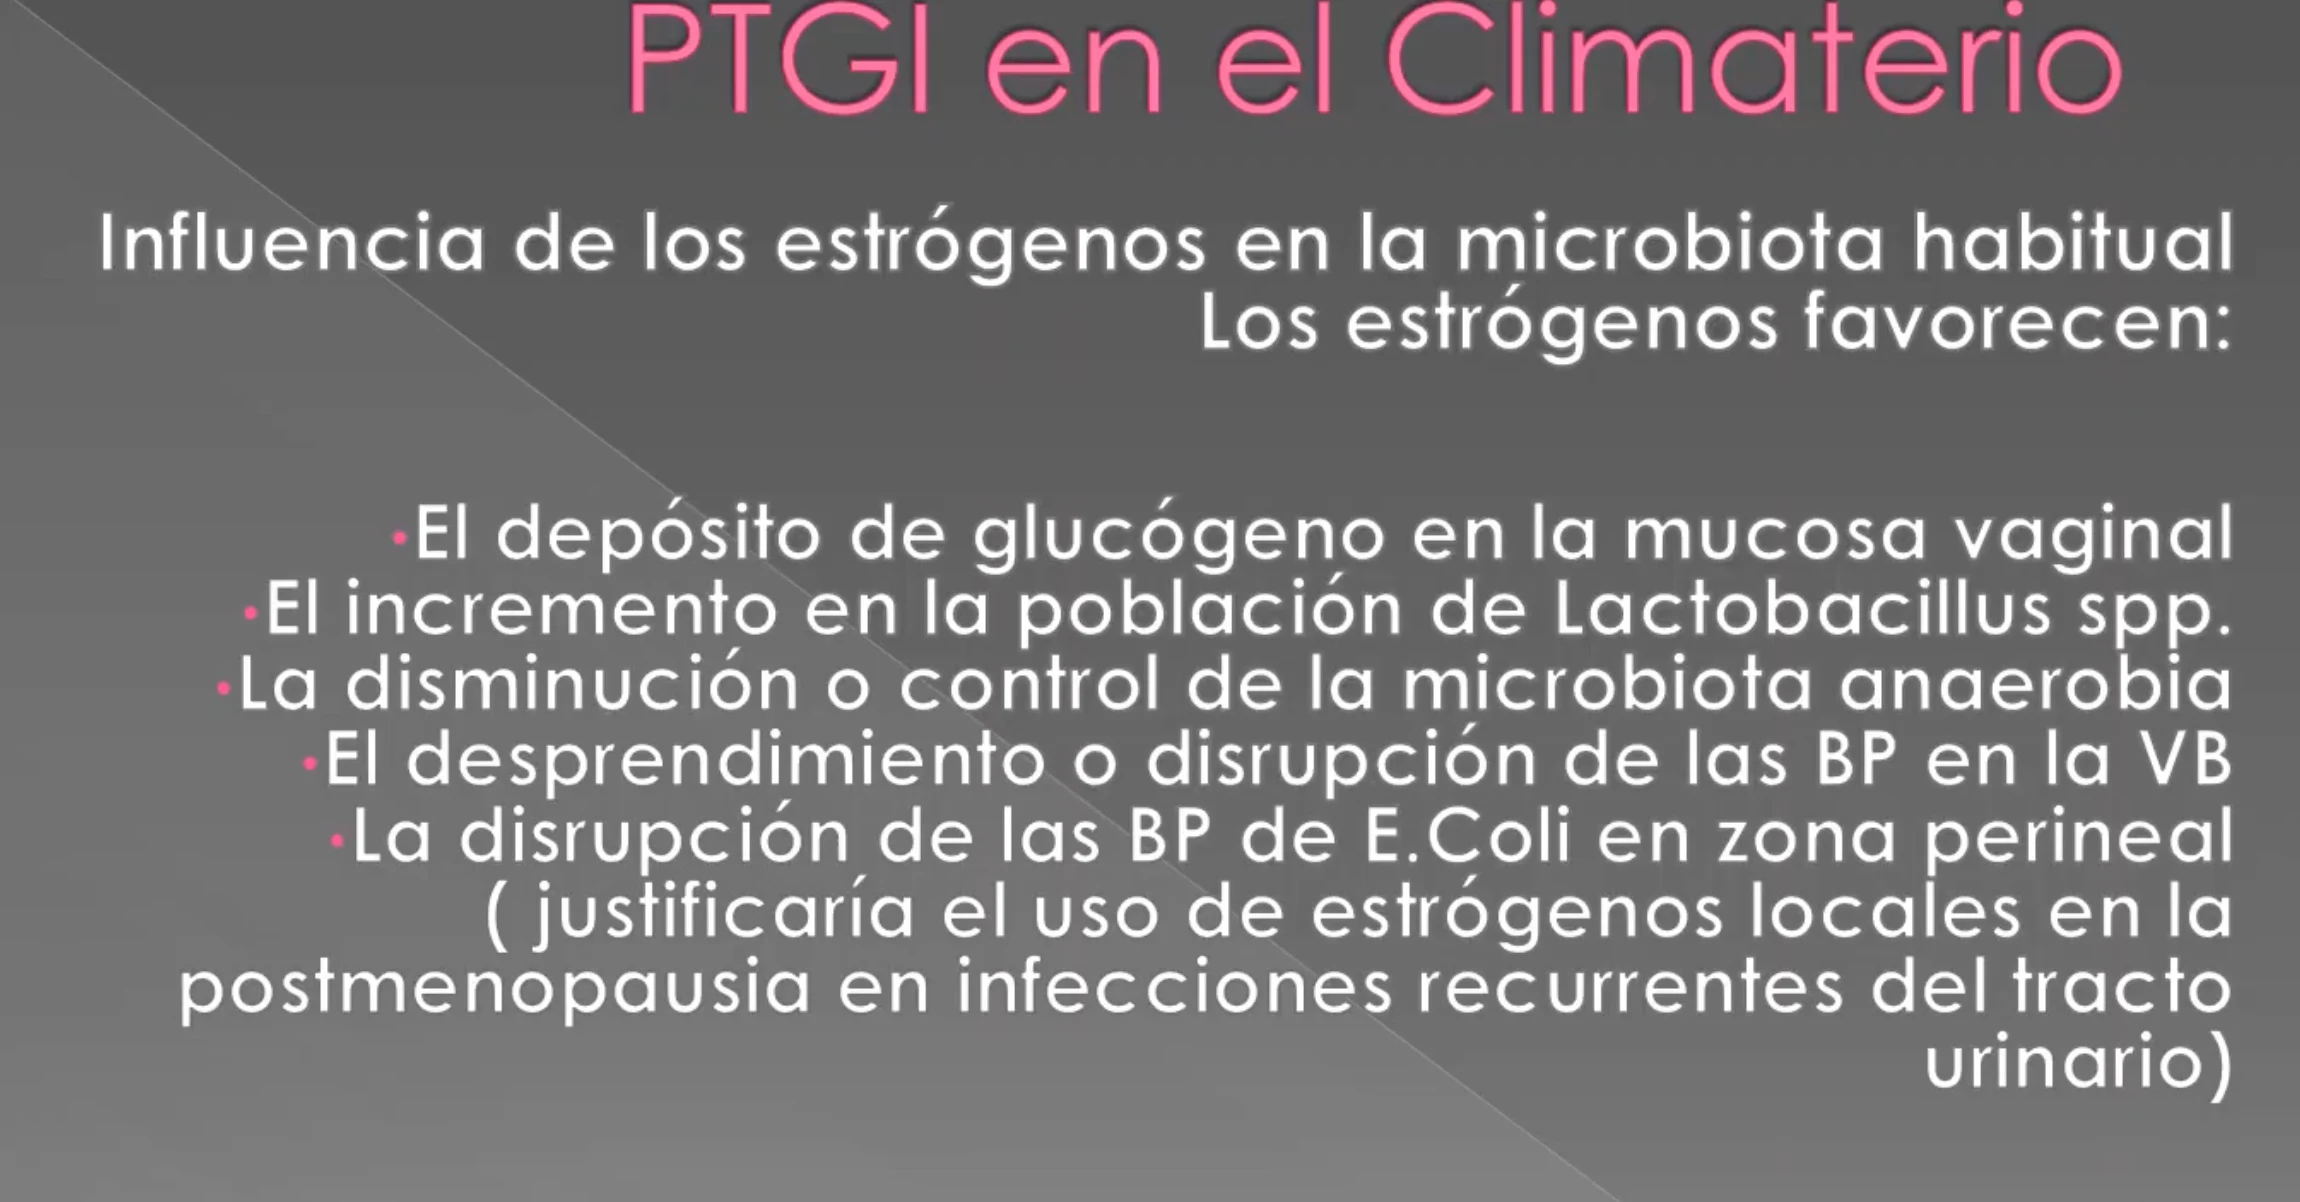 PTGI en el Climaterio
Influencia de los estrógenos en la microbiota habitual
Los estrógenos favorecen:
•El depósito de glucógeno en la mucosa vaginal
•El incremento en la población de Lactobacillus spp.
•La disminución o control de la microbiota anaerobia
•El desprendimiento o disrupción de las BP en la VB
•La disrupción de las BP de E.Coli en zona perineal
( justificaría el uso de estrógenos locales en la
postmenopausia en infecciones recurrentes del tracto
urinario)